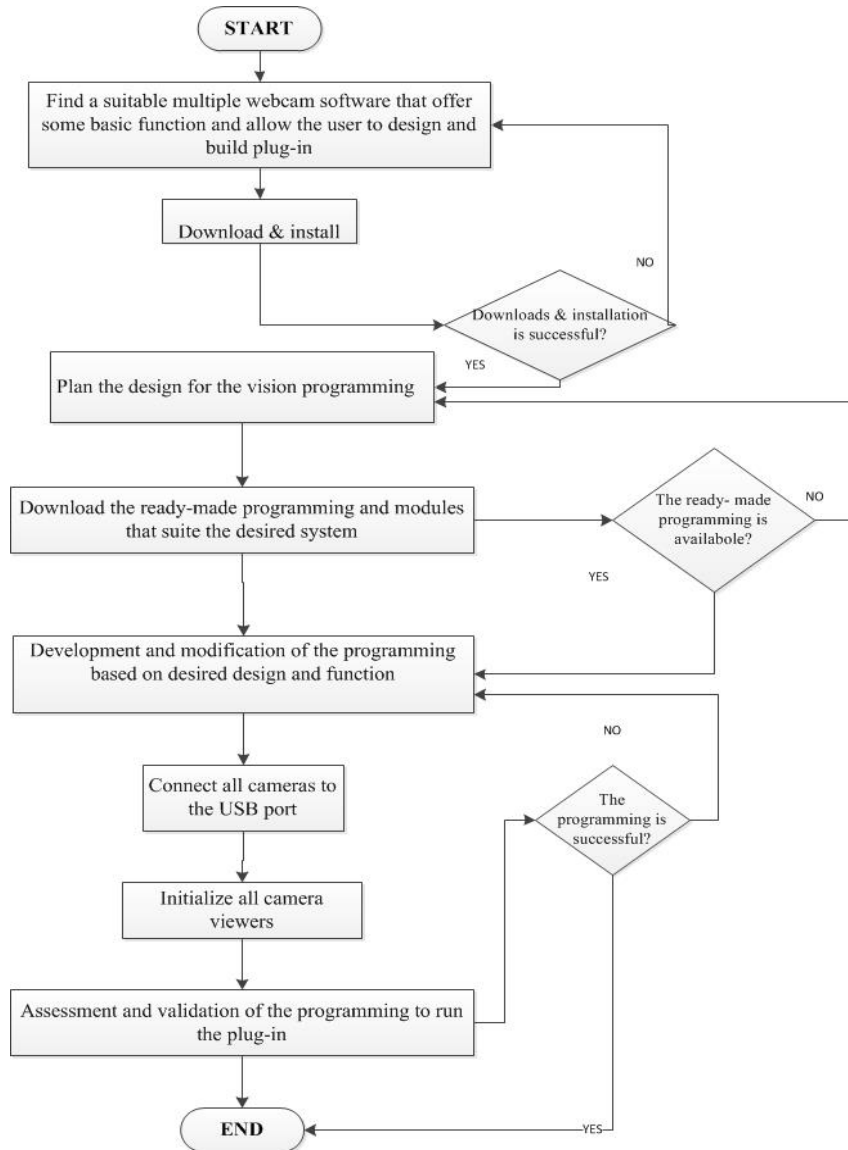 START
Find a suitable multiple webcam software that offer
some basic function and allow the user to design and
build plug-in
Download & install
NO
Downloads & installation
is successful?
YES
Plan the design for the vision programming
Download the ready-made programming and modules
that suite the desired system
The ready- made
programming is
availabole?
NO
YES
Development and modification of the programming
based on desired design and function
NO
Connect all cameras to
the USB port
The
programming is
successful?
Initialize all camera
viewers
Assessment and validation of the programming to run
the plug-in
END
YES